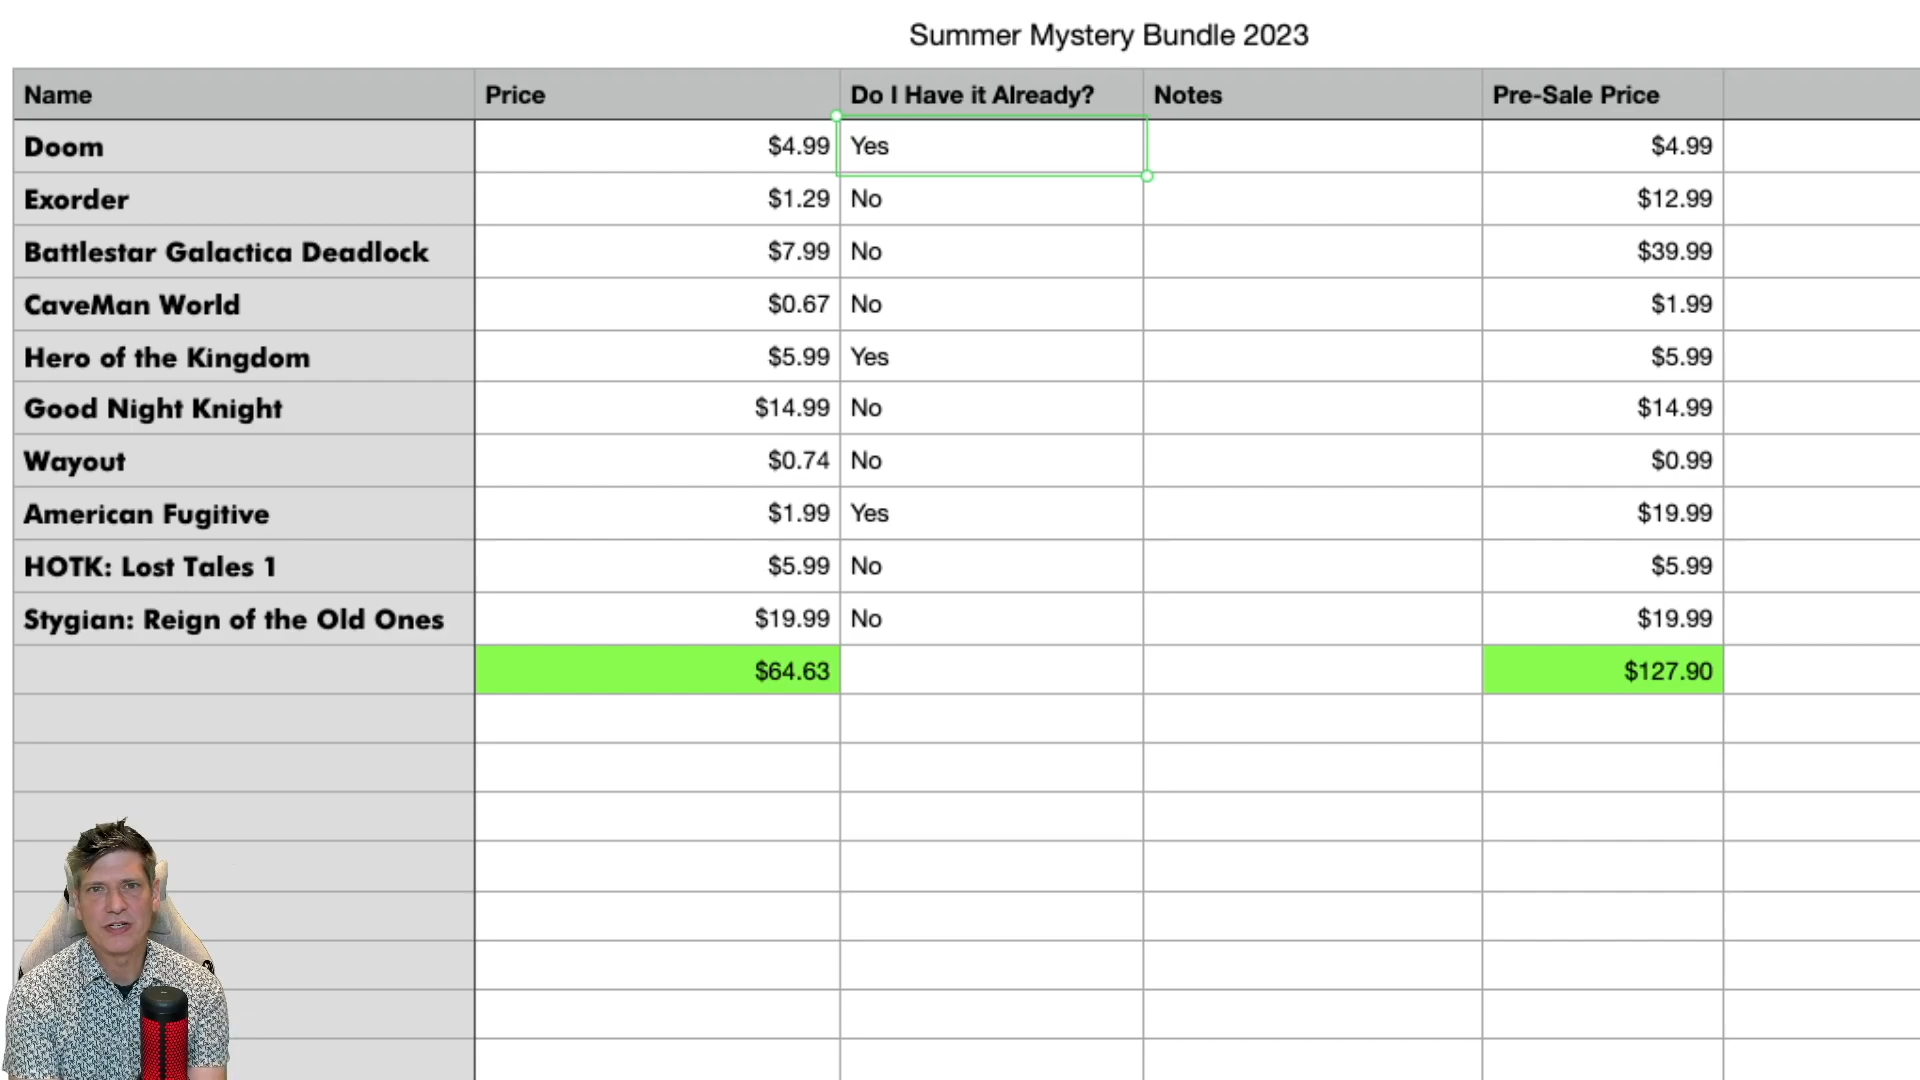 Summer Mystery Bundle 2023
Name Price Do I Have it Already? Notes Pre-Sale Price
Doom $4.99 Yes $4.99
Exorder $1.29 No $12.99
Battlestar Galactica Deadlock $7.99 No $39.99
CaveMan World $0.67 No $1.99
Hero of the Kingdom $5.99 Yes $5.99
Good Night Knight $14.99 No $14.99
Wayout $0.74 No $0.99
American Fugitive $1.99 Yes $19.99
HOTK: Lost Tales 1 $5.99 No $5.99
Stygian: Reign of the Old Ones $19.99 No $19.99
$64.63 $127.90